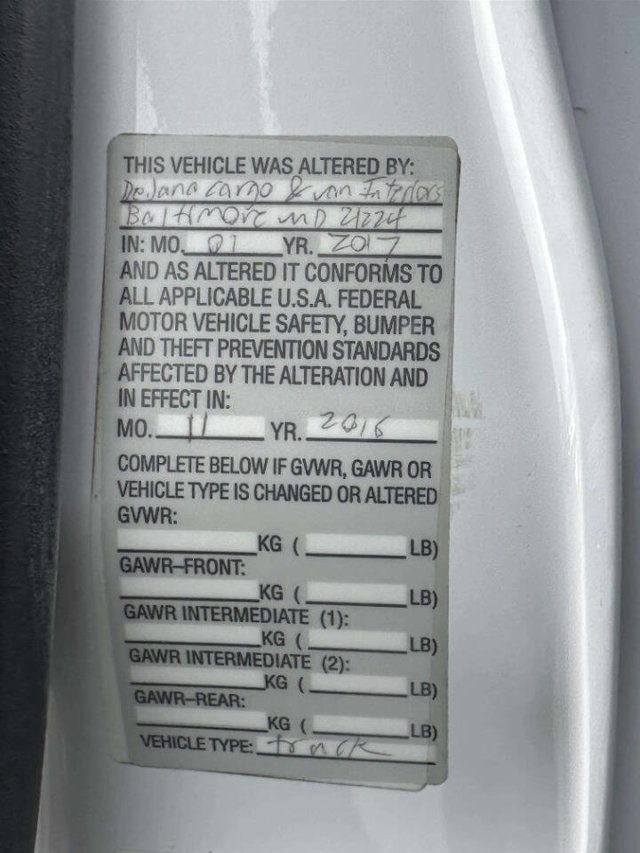 THIS VEHICLE WAS ALTERED BY:
Dejana cargo & van Interiors
Baltimore MD 21224
IN: MO. 01 YR. 2017
AND AS ALTERED IT CONFORMS TO
ALL APPLICABLE U.S.A. FEDERAL
MOTOR VEHICLE SAFETY, BUMPER
AND THEFT PREVENTION STANDARDS
AFFECTED BY THE ALTERATION AND
IN EFFECT IN:
MO. 11 YR. 2016
COMPLETE BELOW IF GVWR, GAWR OR
VEHICLE TYPE IS CHANGED OR ALTERED
GVWR:
KG ( LB)
GAWR–FRONT:
KG ( LB)
GAWR INTERMEDIATE (1):
KG ( LB)
GAWR INTERMEDIATE (2):
KG ( LB)
GAWR–REAR:
KG ( LB)
VEHICLE TYPE: truck